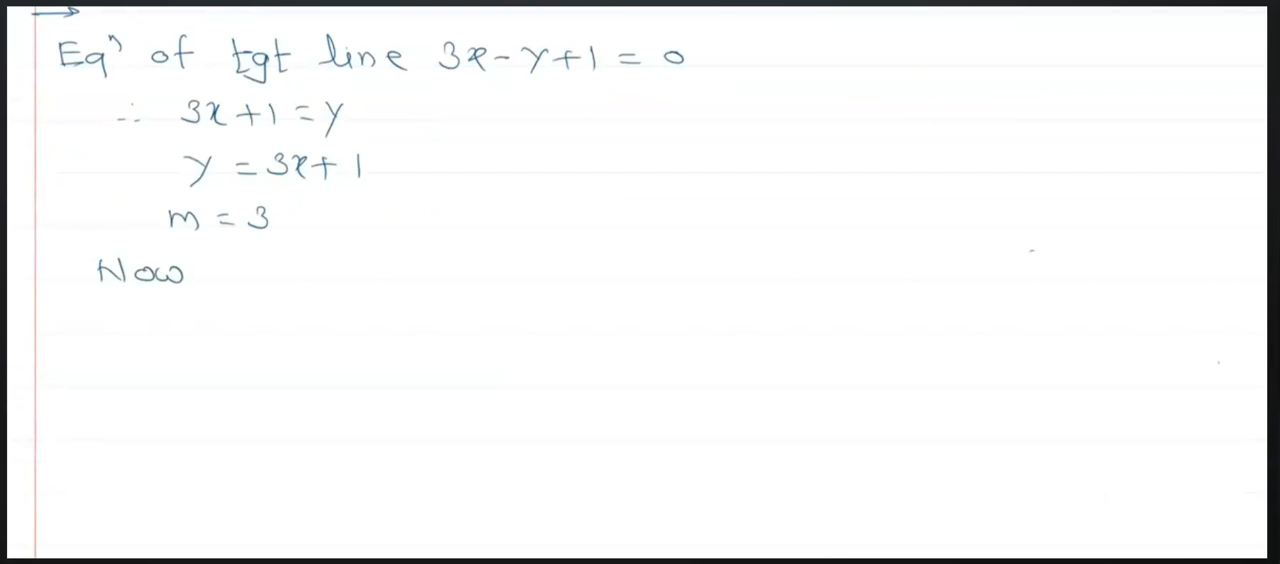 Eqⁿ of tgt line 3x-y+1=0
∴ 3x+1=y
y=3x+1
m=3
Now